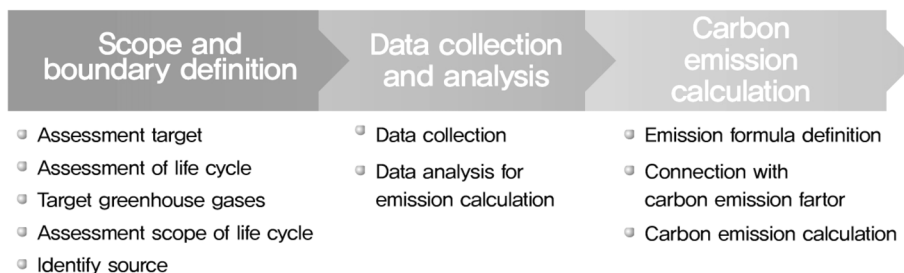 Scope and
boundary definition
Assessment target
Assessment of life cycle
Target greenhouse gases
Assessment scope of life cycle
Identify source
Data collection
and analysis
Data collection
Data analysis for
emission calculation
Carbon
emission
calculation
Emission formula definition
Connection with
carbon emission fartor
Carbon emission calculation